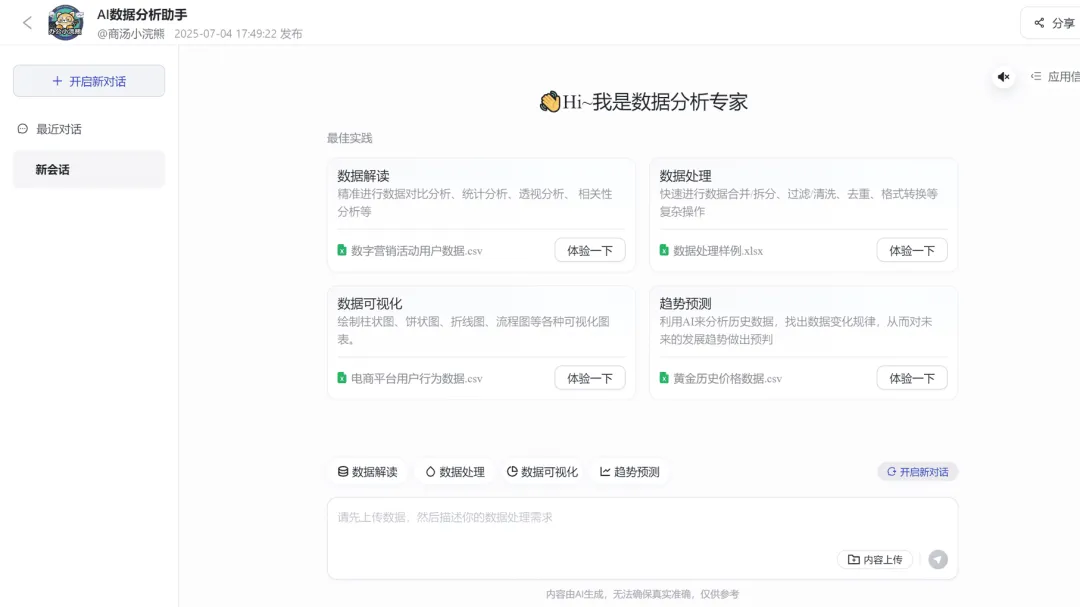 AI数据分析助手
@商汤小浣熊 2025-07-04 17:49:22 发布
分享
办公小浣熊
开启新对话
最近对话
新会话
应用信
Hi~我是数据分析专家
最佳实践
数据解读
精准进行数据对比分析、统计分析、透视分析、 相关性
分析等
数字营销活动用户数据.csv
体验一下
数据处理
快速进行数据合并/拆分、过滤/清洗、去重、格式转换等
复杂操作
数据处理样例.xlsx
体验一下
数据可视化
绘制柱状图、饼状图、折线图、流程图等各种可视化图
表。
电商平台用户行为数据.csv
体验一下
趋势预测
利用AI来分析历史数据，找出数据变化规律，从而对未
来的发展趋势做出预判
黄金历史价格数据.csv
体验一下
数据解读
数据处理
数据可视化
趋势预测
开启新对话
请先上传数据，然后描述你的数据处理需求
内容上传
内容由AI生成，无法确保真实准确，仅供参考